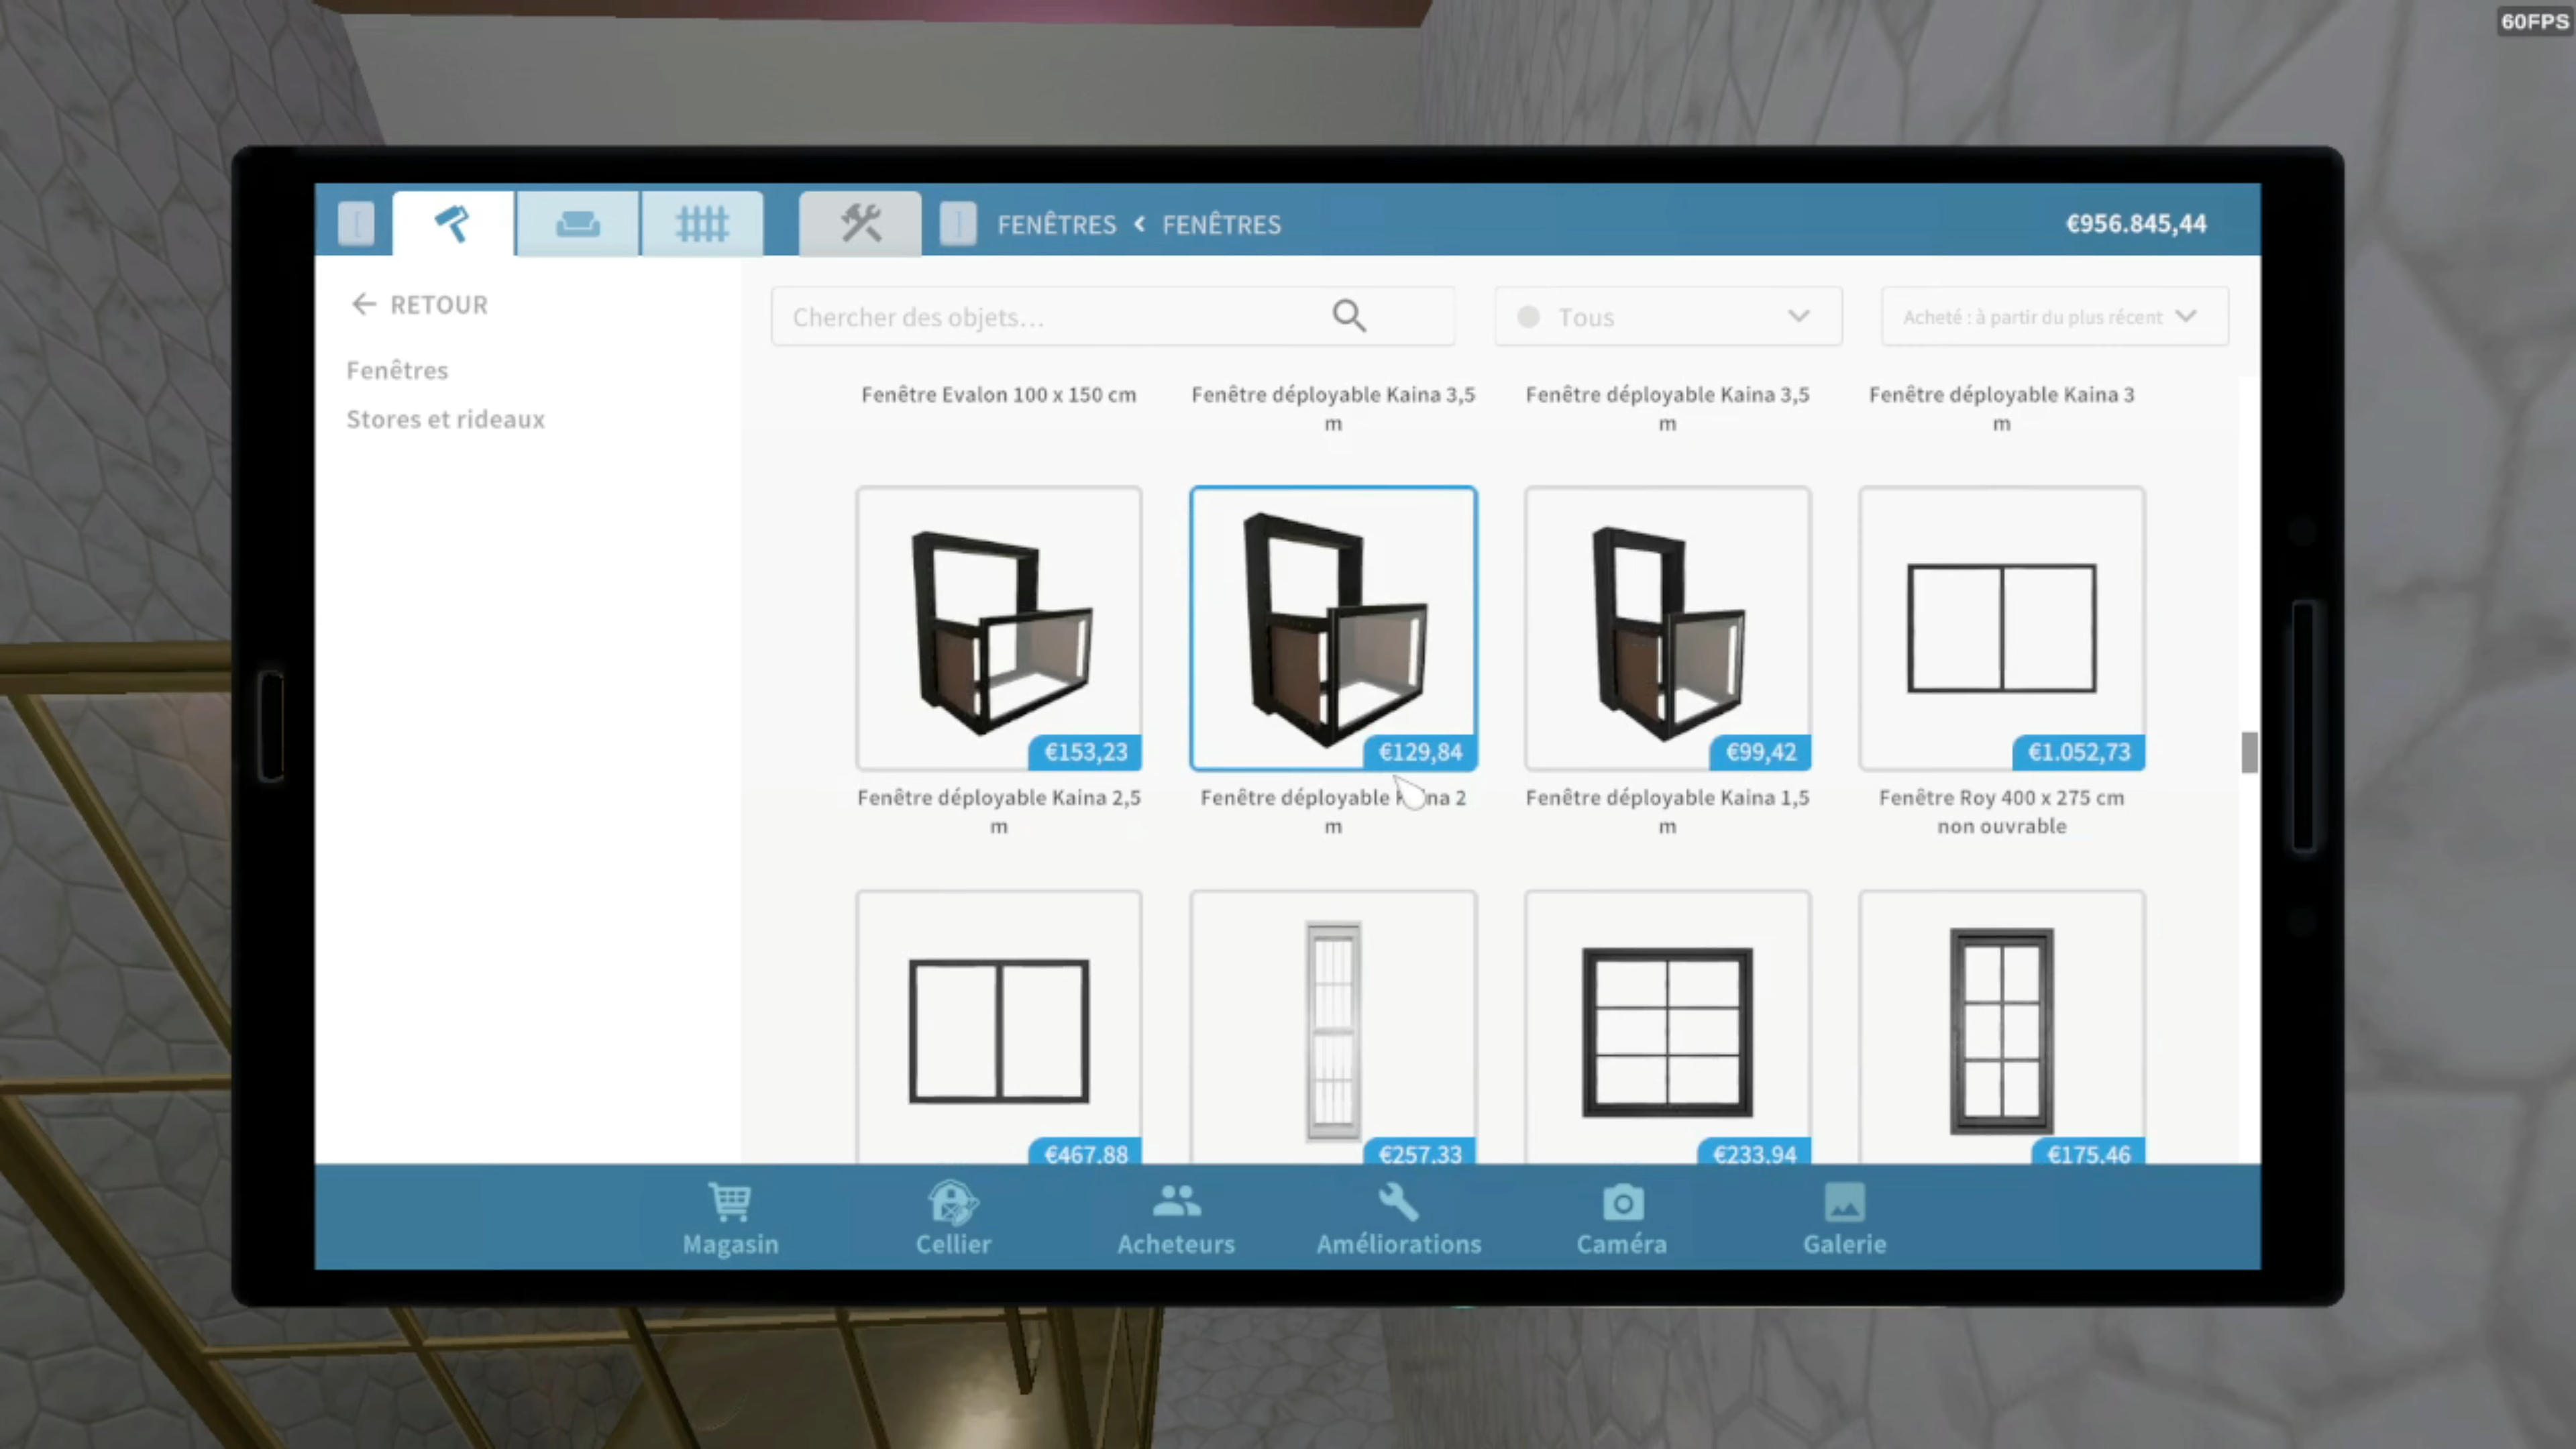 60FPS
[
]
FENÊTRES < FENÊTRES
€956.845,44
← RETOUR
Fenêtres
Stores et rideaux
Chercher des objets...
Tous
Acheté : à partir du plus récent
Fenêtre Evalon 100 x 150 cm
Fenêtre déployable Kaina 3,5
m
Fenêtre déployable Kaina 3,5
m
Fenêtre déployable Kaina 3
m
€153,23
€129,84
€99,42
€1.052,73
Fenêtre déployable Kaina 2,5
m
Fenêtre déployable Kaina 2
m
Fenêtre déployable Kaina 1,5
m
Fenêtre Roy 400 x 275 cm
non ouvrable
€467,88
€257,33
€233,94
€175,46
Magasin
Cellier
Acheteurs
Améliorations
Caméra
Galerie